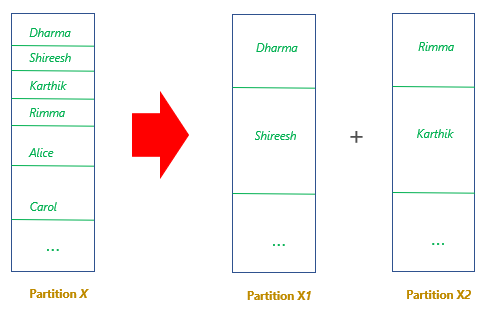 Dharma
Shireesh
Karthik
Rimma
Alice
Carol
...
Partition X
Dharma
Shireesh
...
Partition X1
+
Rimma
Karthik
...
Partition X2